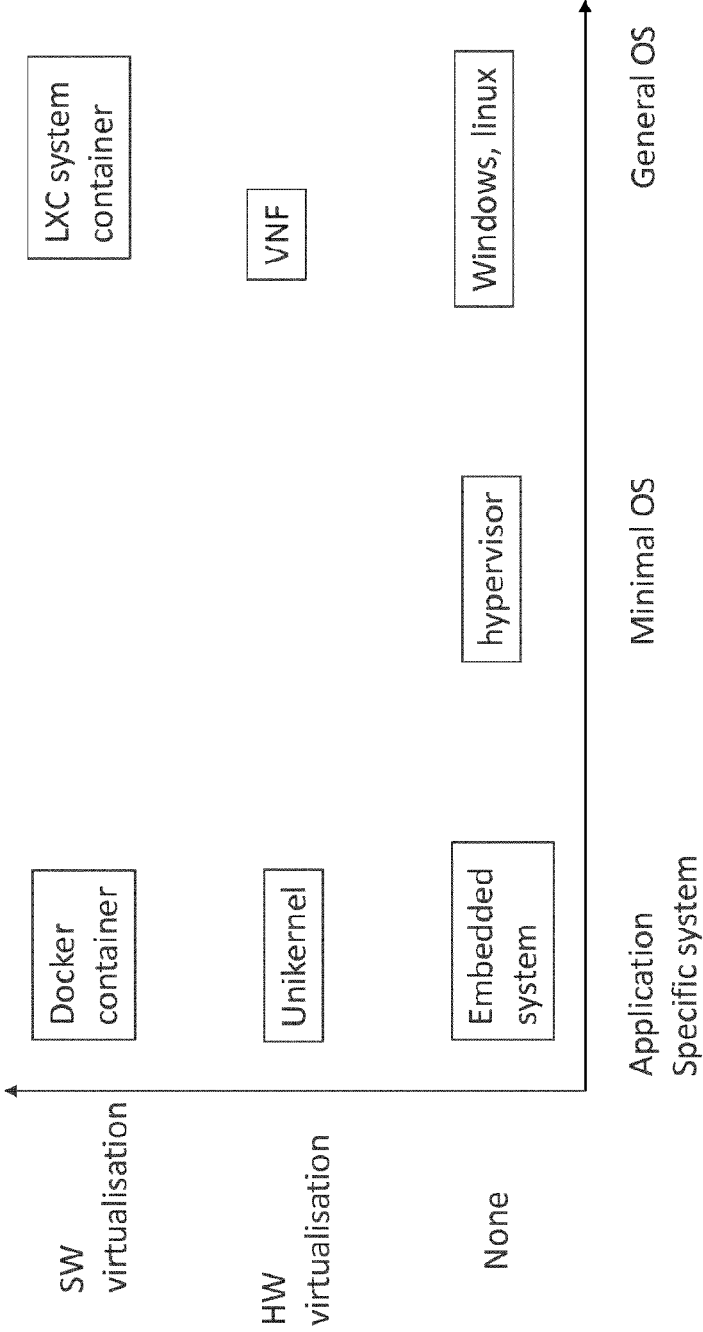 SW
virtualisation
Docker
container
LXC system
container
HW
virtualisation
Unikernel
VNF
None
Embedded
system
hypervisor
Windows, linux
Application
Specific system
Minimal OS
General OS